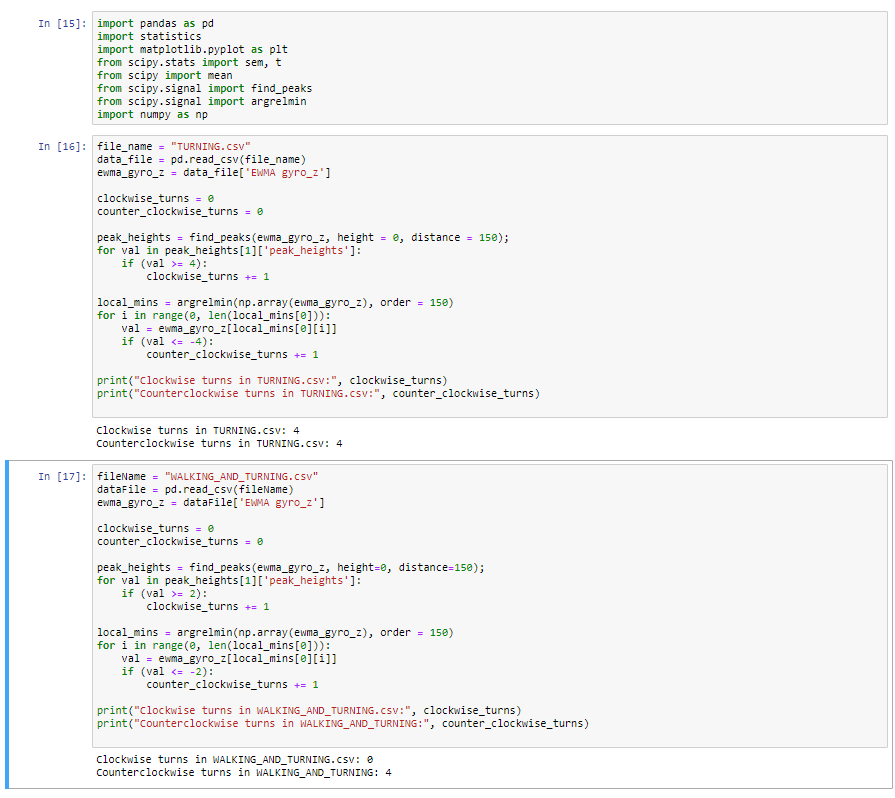 In [15]: import pandas as pd
import statistics
import matplotlib.pyplot as plt
from scipy.stats import sem, t
from scipy import mean
from scipy.signal import find_peaks
from scipy.signal import argrelmin
import numpy as np
In [16]: file_name = "TURNING.csv"
data_file = pd.read_csv(file_name)
ewma_gyro_z = data_file['EWMA gyro_z']
clockwise_turns = 0
counter_clockwise_turns = 0
peak_heights = find_peaks(ewma_gyro_z, height = 0, distance = 150);
for val in peak_heights[1]['peak_heights']:
    if (val >= 4):
        clockwise_turns += 1
local_mins = argrelmin(np.array(ewma_gyro_z), order = 150)
for i in range(0, len(local_mins[0])):
    val = ewma_gyro_z[local_mins[0][i]]
    if (val <= -4):
        counter_clockwise_turns += 1
print("Clockwise turns in TURNING.csv:", clockwise_turns)
print("Counterclockwise turns in TURNING.csv:", counter_clockwise_turns)
Clockwise turns in TURNING.csv: 4
Counterclockwise turns in TURNING.csv: 4
In [17]: fileName = "WALKING_AND_TURNING.csv"
dataFile = pd.read_csv(fileName)
ewma_gyro_z = dataFile['EWMA gyro_z']
clockwise_turns = 0
counter_clockwise_turns = 0
peak_heights = find_peaks(ewma_gyro_z, height=0, distance=150);
for val in peak_heights[1]['peak_heights']:
    if (val >= 2):
        clockwise_turns += 1
local_mins = argrelmin(np.array(ewma_gyro_z), order = 150)
for i in range(0, len(local_mins[0])):
    val = ewma_gyro_z[local_mins[0][i]]
    if (val <= -2):
        counter_clockwise_turns += 1
print("Clockwise turns in WALKING_AND_TURNING.csv:", clockwise_turns)
print("Counterclockwise turns in WALKING_AND_TURNING:", counter_clockwise_turns)
Clockwise turns in WALKING_AND_TURNING.csv: 0
Counterclockwise turns in WALKING_AND_TURNING: 4